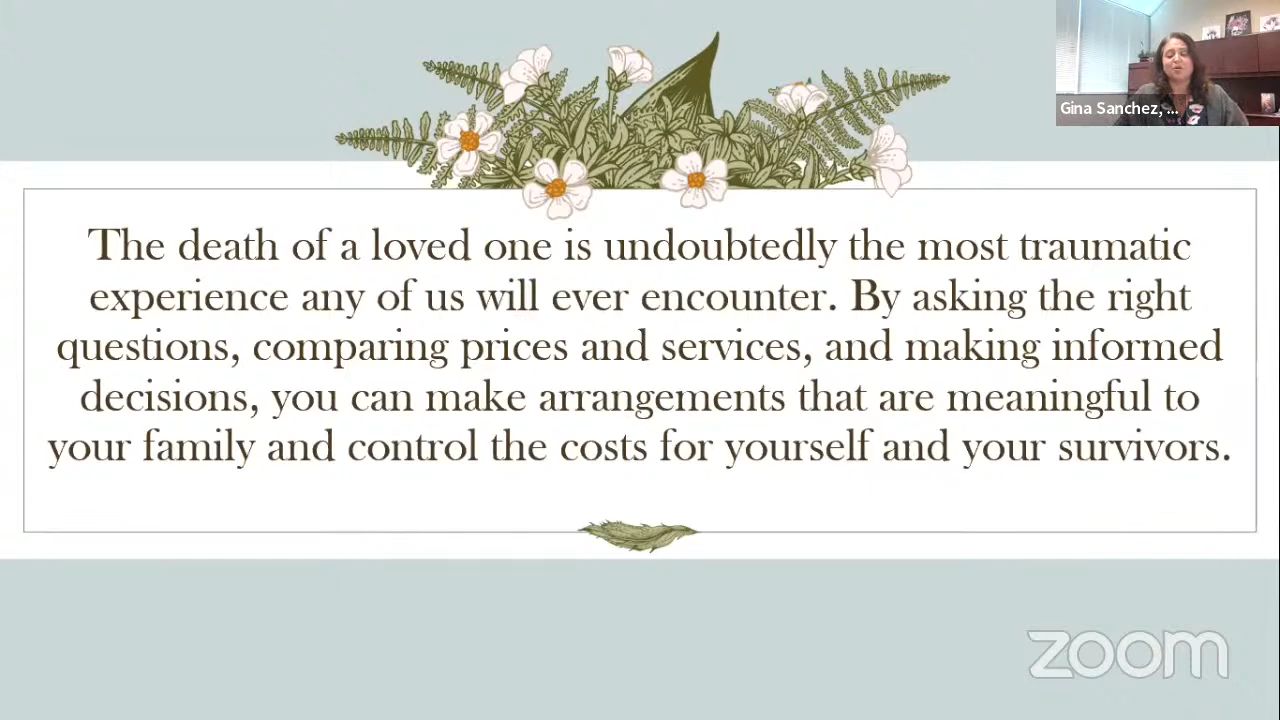 Gina Sanchez, ...
The death of a loved one is undoubtedly the most traumatic
experience any of us will ever encounter. By asking the right
questions, comparing prices and services, and making informed
decisions, you can make arrangements that are meaningful to
your family and control the costs for yourself and your survivors.
zoom